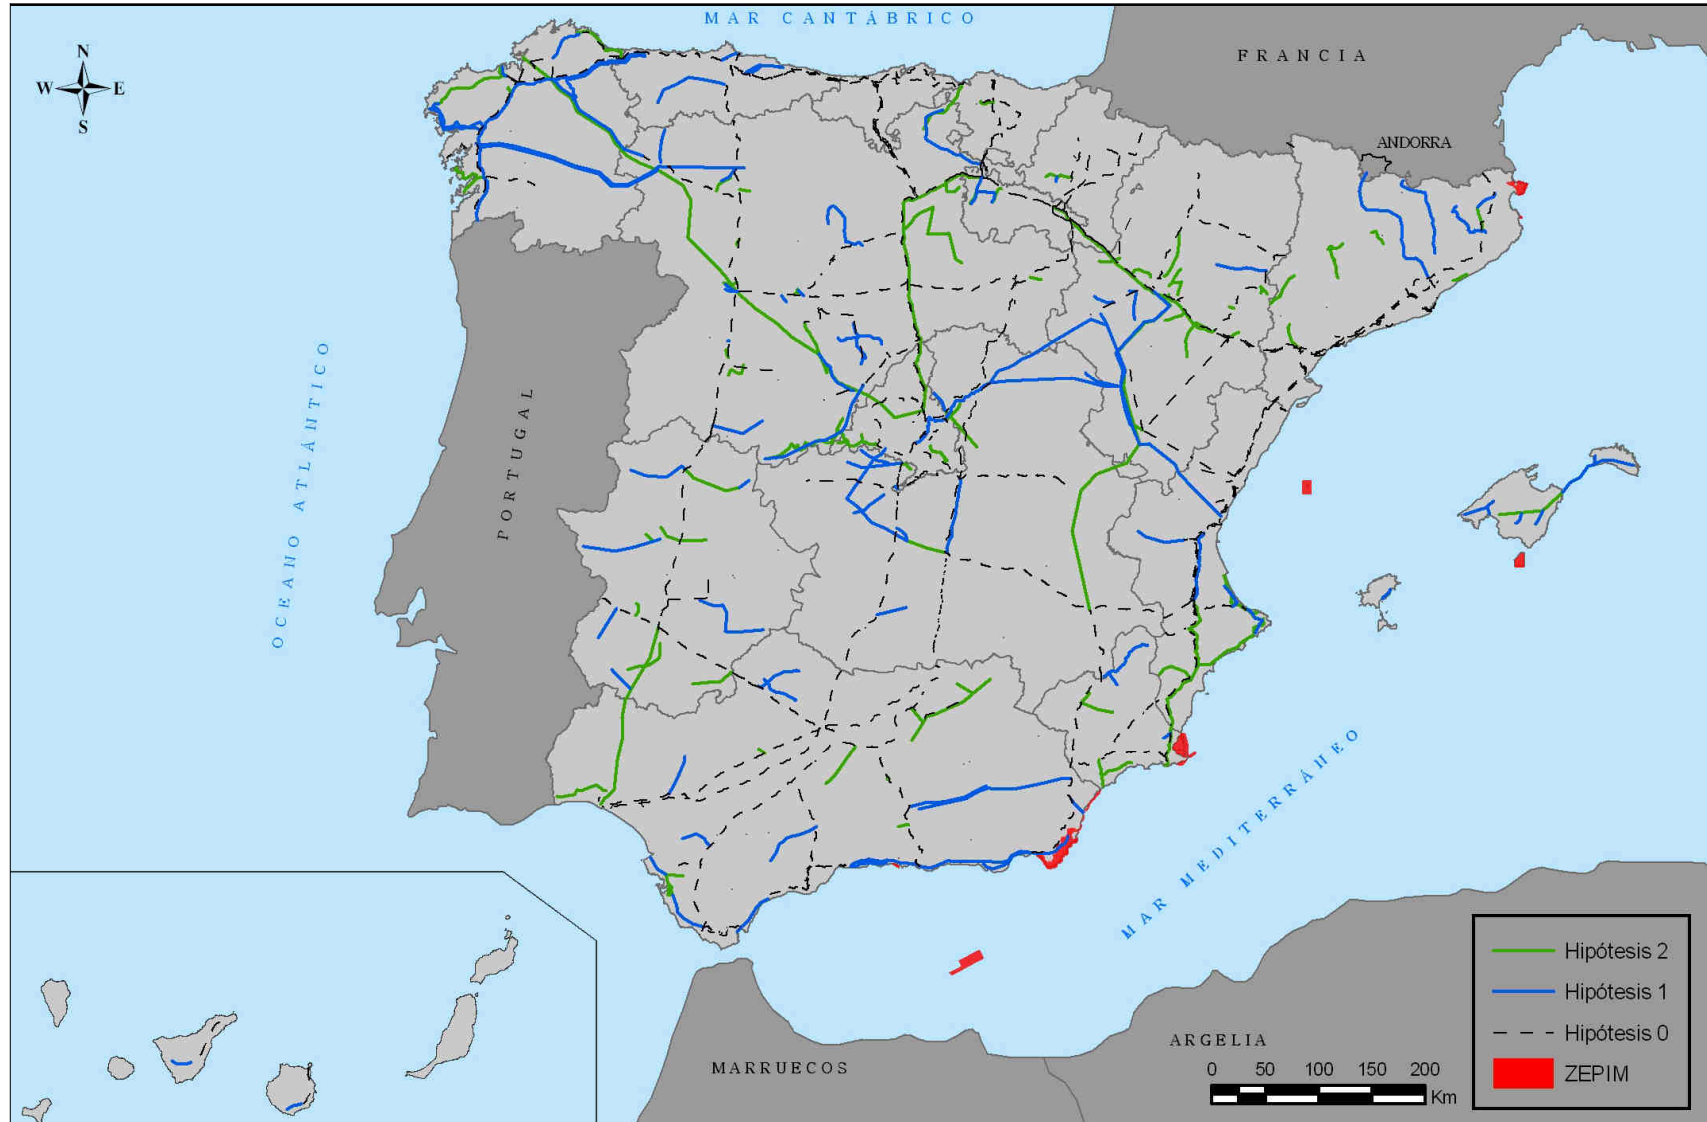 MAR CANTÁBRICO
FRANCIA
N
W E
S
ANDORRA
OCEANO ATLÁNTICO
PORTUGAL
MAR MEDITERRÁNEO
MARRUECOS
ARGELIA
0 50 100 150 200
Km
Hipótesis 2
Hipótesis 1
Hipótesis 0
ZEPIM